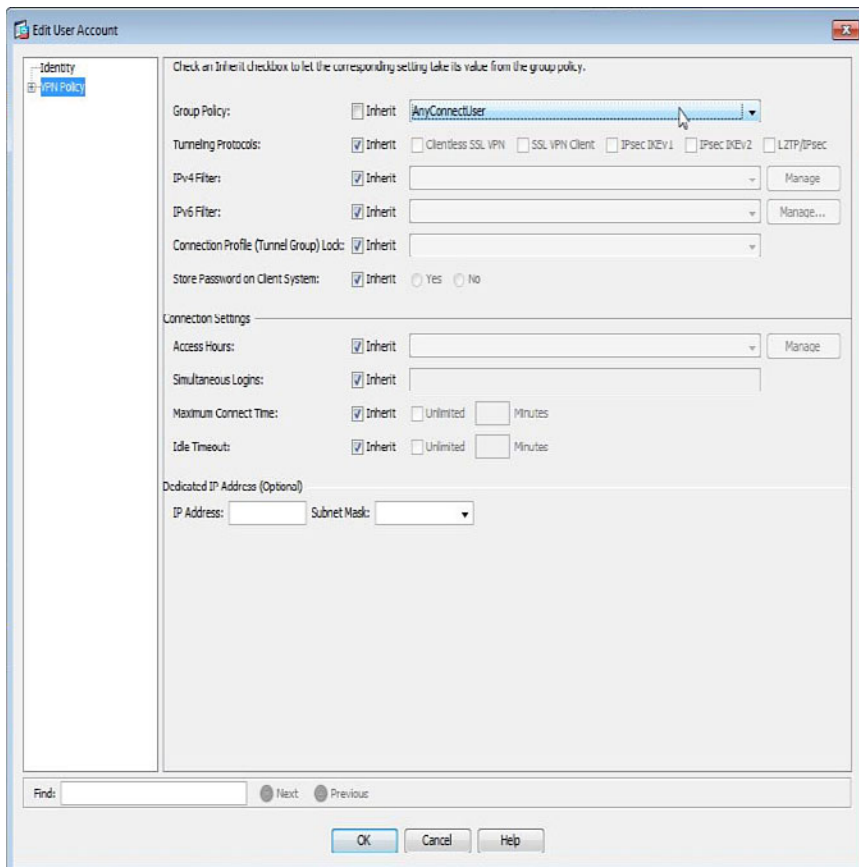 Edit User Account
Identity
VPN Policy
Check an Inherit checkbox to let the corresponding setting take its value from the group policy.
Group Policy: Inherit AnyConnectUser
Tunneling Protocols: Inherit Clientless SSL VPN SSL VPN Client IPsec IKEv1 IPsec IKEv2 L2TP/IPsec
IPv4 Filter: Inherit Manage
IPv6 Filter: Inherit Manage...
Connection Profile (Tunnel Group) Lock: Inherit
Store Password on Client System: Inherit Yes No
Connection Settings
Access Hours: Inherit Manage
Simultaneous Logins: Inherit
Maximum Connect Time: Inherit Unlimited Minutes
Idle Timeout: Inherit Unlimited Minutes
Dedicated IP Address (Optional)
IP Address: Subnet Mask:
Find: Next Previous
OK Cancel Help